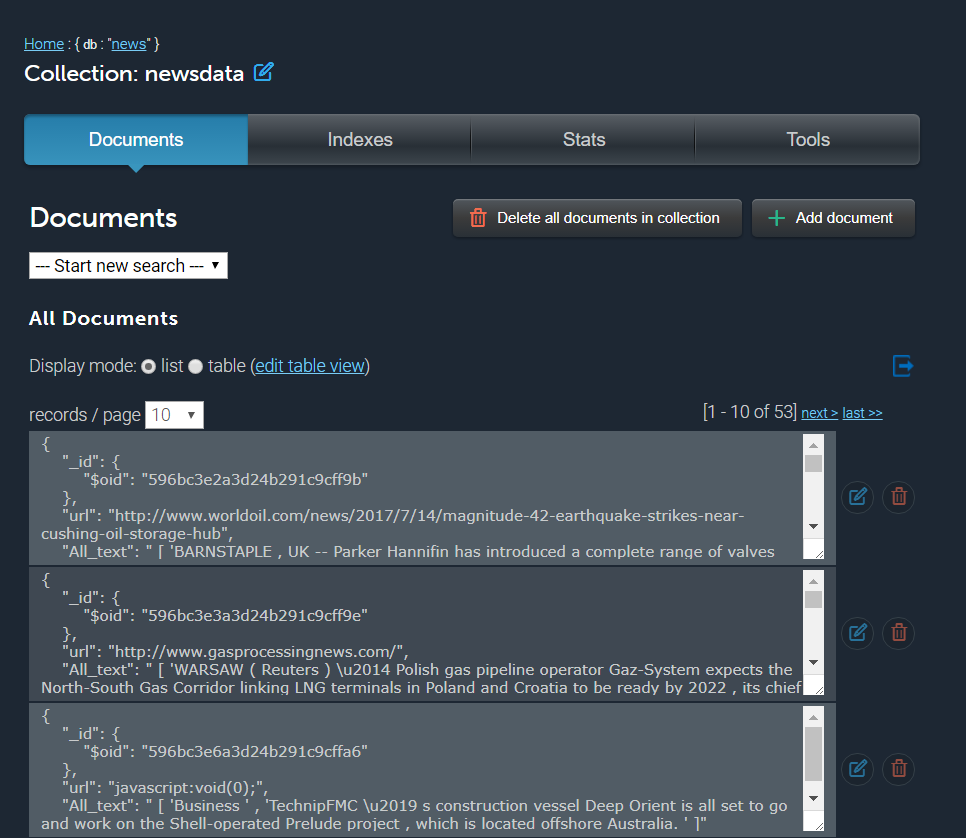 Home : { db : "news" }
Collection: newsdata
Documents Indexes Stats Tools
Documents
Delete all documents in collection
Add document
--- Start new search ---
All Documents
Display mode: list table (edit table view)
records / page 10
[1 - 10 of 53] next > last >>
{
"_id": {
"$oid": "596bc3e2a3d24b291c9cff9b"
},
"url": "http://www.worldoil.com/news/2017/7/14/magnitude-42-earthquake-strikes-near-
cushing-oil-storage-hub",
"All_text": " [ 'BARNSTAPLE , UK -- Parker Hannifin has introduced a complete range of valves
{
"_id": {
"$oid": "596bc3e3a3d24b291c9cff9e"
},
"url": "http://www.gasprocessingnews.com/",
"All_text": " [ 'WARSAW ( Reuters ) \u2014 Polish gas pipeline operator Gaz-System expects the
North-South Gas Corridor linking LNG terminals in Poland and Croatia to be ready by 2022 , its chief
{
"_id": {
"$oid": "596bc3e6a3d24b291c9cffa6"
},
"url": "javascript:void(0);",
"All_text": " [ 'Business ' , 'TechnipFMC \u2019 s construction vessel Deep Orient is all set to go
and work on the Shell-operated Prelude project , which is located offshore Australia. ' ]"